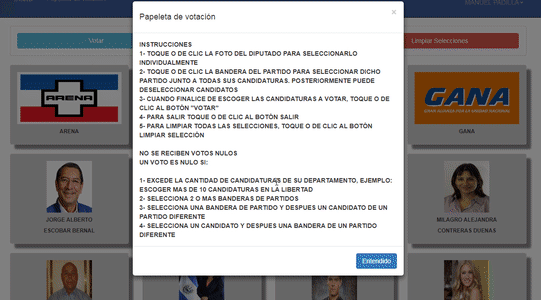 MANUEL PADILLA
Papeleta de votación
×
Votar
Limpiar Selecciones
INSTRUCCIONES
1- TOQUE O DE CLIC LA FOTO DEL DIPUTADO PARA SELECCIONARLO
INDIVIDUALMENTE
2- TOQUE O DE CLIC LA BANDERA DEL PARTIDO PARA SELECCIONAR DICHO
PARTIDO JUNTO A TODAS SUS CANDIDATURAS. POSTERIORMENTE PUEDE
DESELECCIONAR CANDIDATOS
3- CUANDO FINALICE DE ESCOGER LAS CANDIDATURAS A VOTAR, TOQUE O DE
CLIC AL BOTÓN "VOTAR"
4- PARA SALIR TOQUE O DE CLIC AL BOTÓN SALIR
5- PARA LIMPIAR TODAS LAS SELECCIONES, TOQUE O DE CLIC AL BOTÓN
LIMPIAR SELECCIÓN
NO SE RECIBEN VOTOS NULOS
UN VOTO ES NULO SI:
1- EXCEDE LA CANTIDAD DE CANDIDATURAS DE SU DEPARTAMENTO, EJEMPLO:
ESCOGER MAS DE 10 CANDIDATURAS EN LA LIBERTAD
2- SELECCIONA 2 O MAS BANDERAS DE PARTIDOS
3- SELECCIONA UNA BANDERA DE PARTIDO Y DESPUES UN CANDIDATO DE UN
PARTIDO DIFERENTE
4- SELECCIONA UN CANDIDATO Y DESPUES UNA BANDERA DE UN PARTIDO
DIFERENTE
Entendido
ARENA
ARENA
GANA
GANA
JORGE ALBERTO
ESCOBAR BERNAL
MILAGRO ALEJANDRA
CONTRERAS DUEÑAS